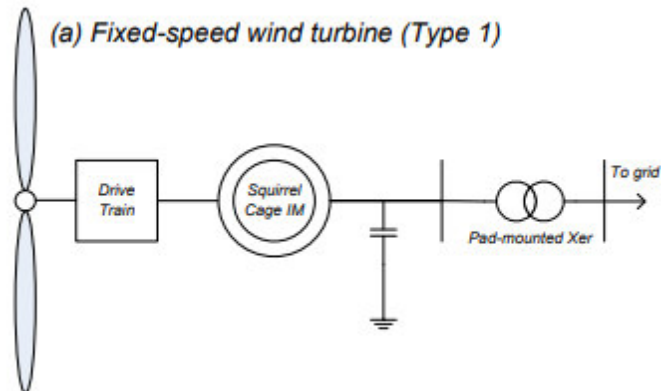 (a) Fixed-speed wind turbine (Type 1)
To grid
Drive
Train
Squirrel
Cage IM
Pad-mounted Xer